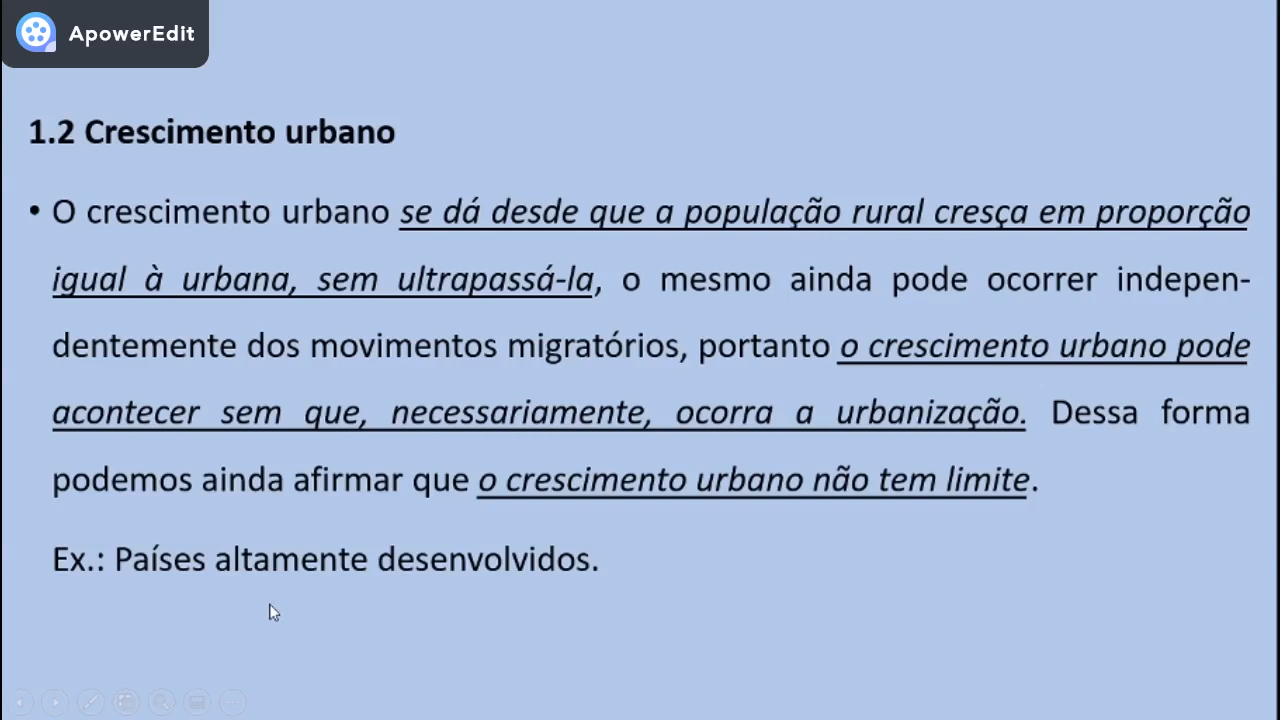 ApowerEdit
1.2 Crescimento urbano
• O crescimento urbano se dá desde que a população rural cresça em proporção
igual à urbana, sem ultrapassá-la, o mesmo ainda pode ocorrer indepen-
dentemente dos movimentos migratórios, portanto o crescimento urbano pode
acontecer sem que, necessariamente, ocorra a urbanização. Dessa forma
podemos ainda afirmar que o crescimento urbano não tem limite.
Ex.: Países altamente desenvolvidos.